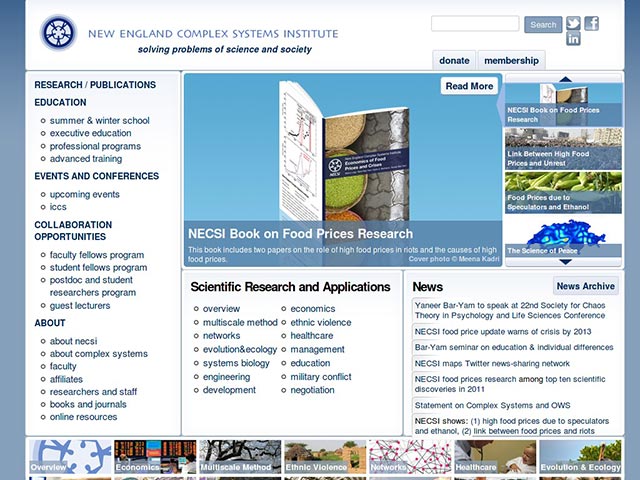 NEW ENGLAND COMPLEX SYSTEMS INSTITUTE
solving problems of science and society
Search
donate
membership
RESEARCH / PUBLICATIONS
EDUCATION
summer & winter school
executive education
professional programs
advanced training
EVENTS AND CONFERENCES
upcoming events
iccs
COLLABORATION
OPPORTUNITIES
faculty fellows program
student fellows program
postdoc and student
researchers program
guest lecturers
ABOUT
about necsi
about complex systems
faculty
affiliates
researchers and staff
books and journals
online resources
Read More
Economics of Food
Prices and Crises
NECSI
NECSI Book on Food Prices Research
This book includes two papers on the role of high food prices in riots and the causes of high
food prices.
Cover photo © Meena Kadri
NECSI Book on Food Prices
Research
Link Between High Food
Prices and Unrest
Food Prices due to
Speculators and Ethanol
The Science of Peace
Scientific Research and Applications
overview
multiscale method
networks
evolution&ecology
systems biology
engineering
development
economics
ethnic violence
healthcare
management
education
military conflict
negotiation
News
News Archive
Yaneer Bar-Yam to speak at 22nd Society for Chaos
Theory in Psychology and Life Sciences Conference
NECSI food price update warns of crisis by 2013
Bar-Yam seminar on education & individual differences
NECSI maps Twitter news-sharing network
NECSI food prices research among top ten scientific
discoveries in 2011
Statement on Complex Systems and OWS
NECSI shows: (1) high food prices due to speculators
and ethanol, (2) link between food prices and riots
Overview
Economics
Multiscale Method
Ethnic Violence
Networks
Healthcare
Evolution & Ecology